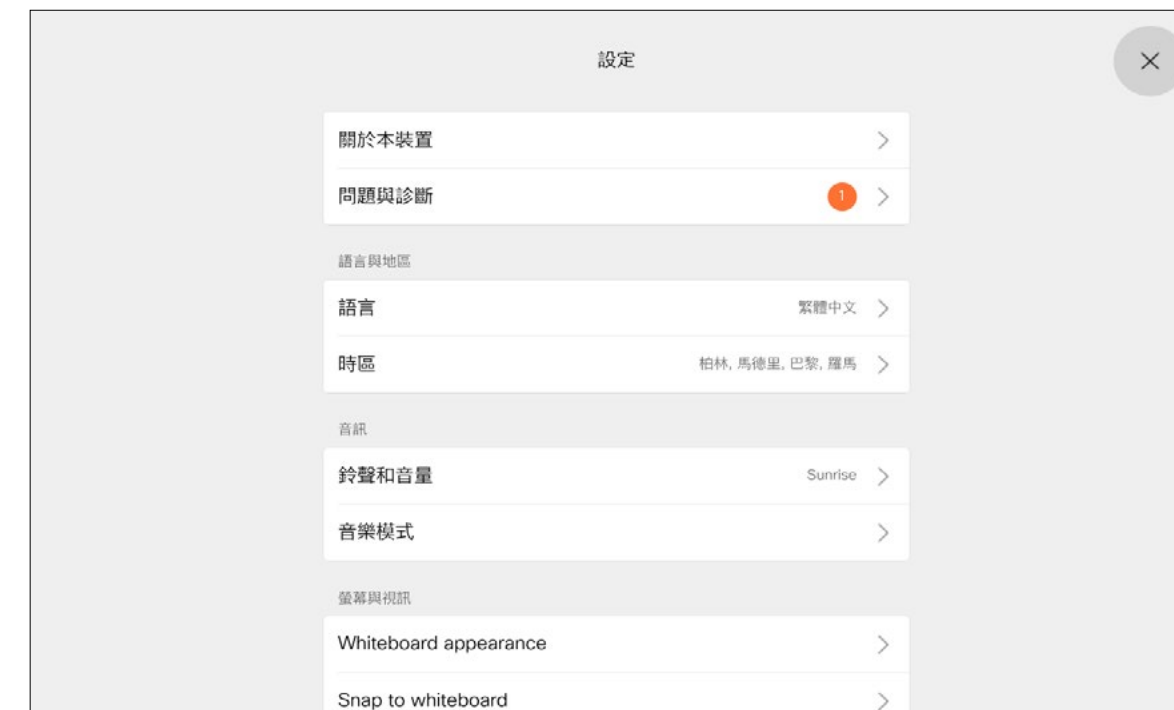 設定
關於本裝置
問題與診斷 1
語言與地區
語言 繁體中文
時區 柏林, 馬德里, 巴黎, 羅馬
音訊
鈴聲和音量 Sunrise
音樂模式
螢幕與視訊
Whiteboard appearance
Snap to whiteboard